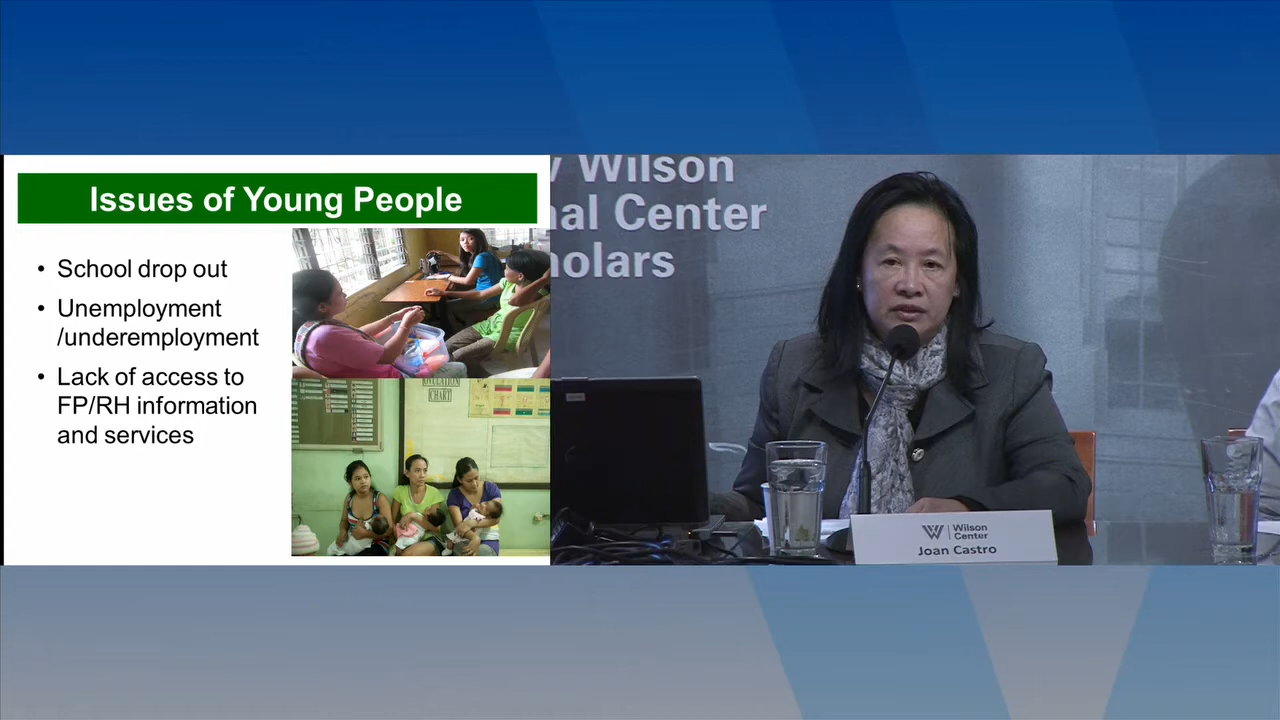 Issues of Young People
• School drop out
• Unemployment
/underemployment
• Lack of access to
FP/RH information
and services
CHART
Wilson
nal Center
holars
W Wilson
Center
Joan Castro